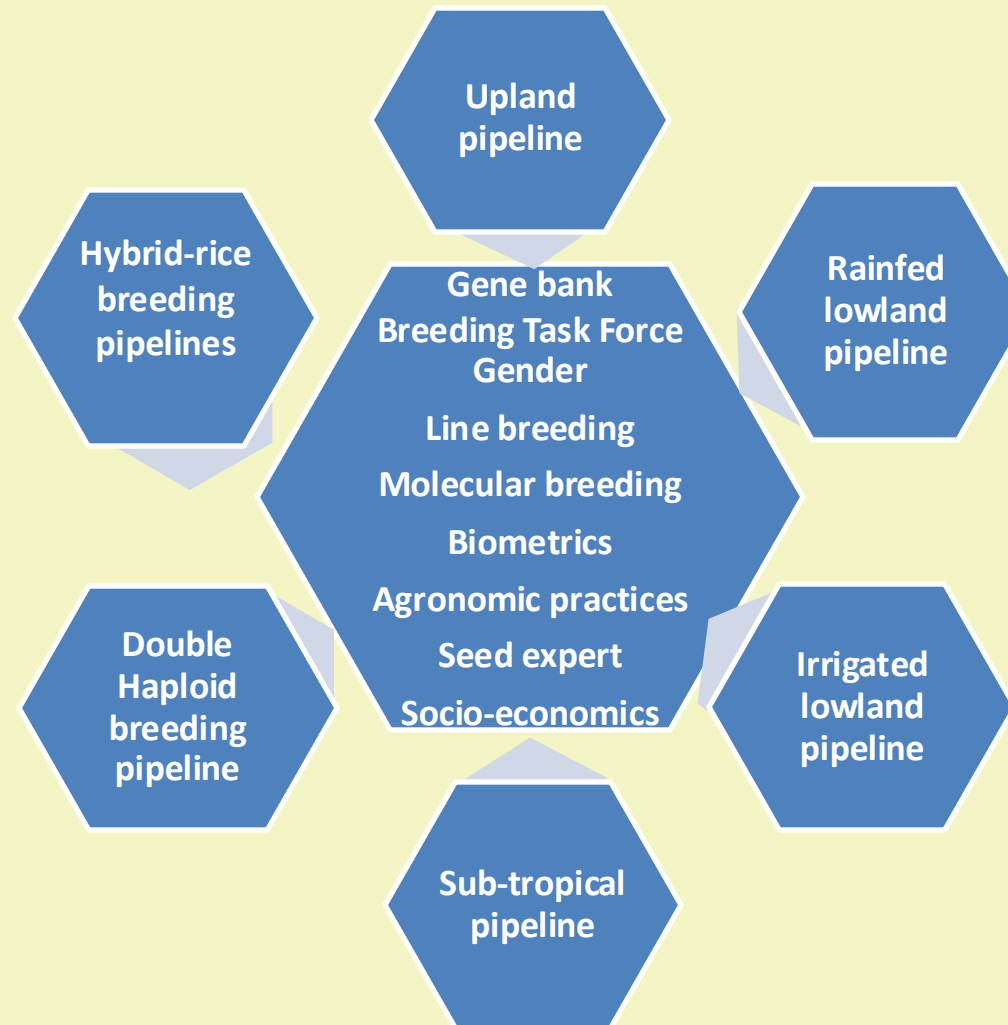 Upland
pipeline
Hybrid-rice
breeding
pipelines
Rainfed
lowland
pipeline
Gene bank
Breeding Task Force
Gender
Line breeding
Molecular breeding
Biometrics
Agronomic practices
Seed expert
Socio-economics
Double
Haploid
breeding
pipeline
Irrigated
lowland
pipeline
Sub-tropical
pipeline